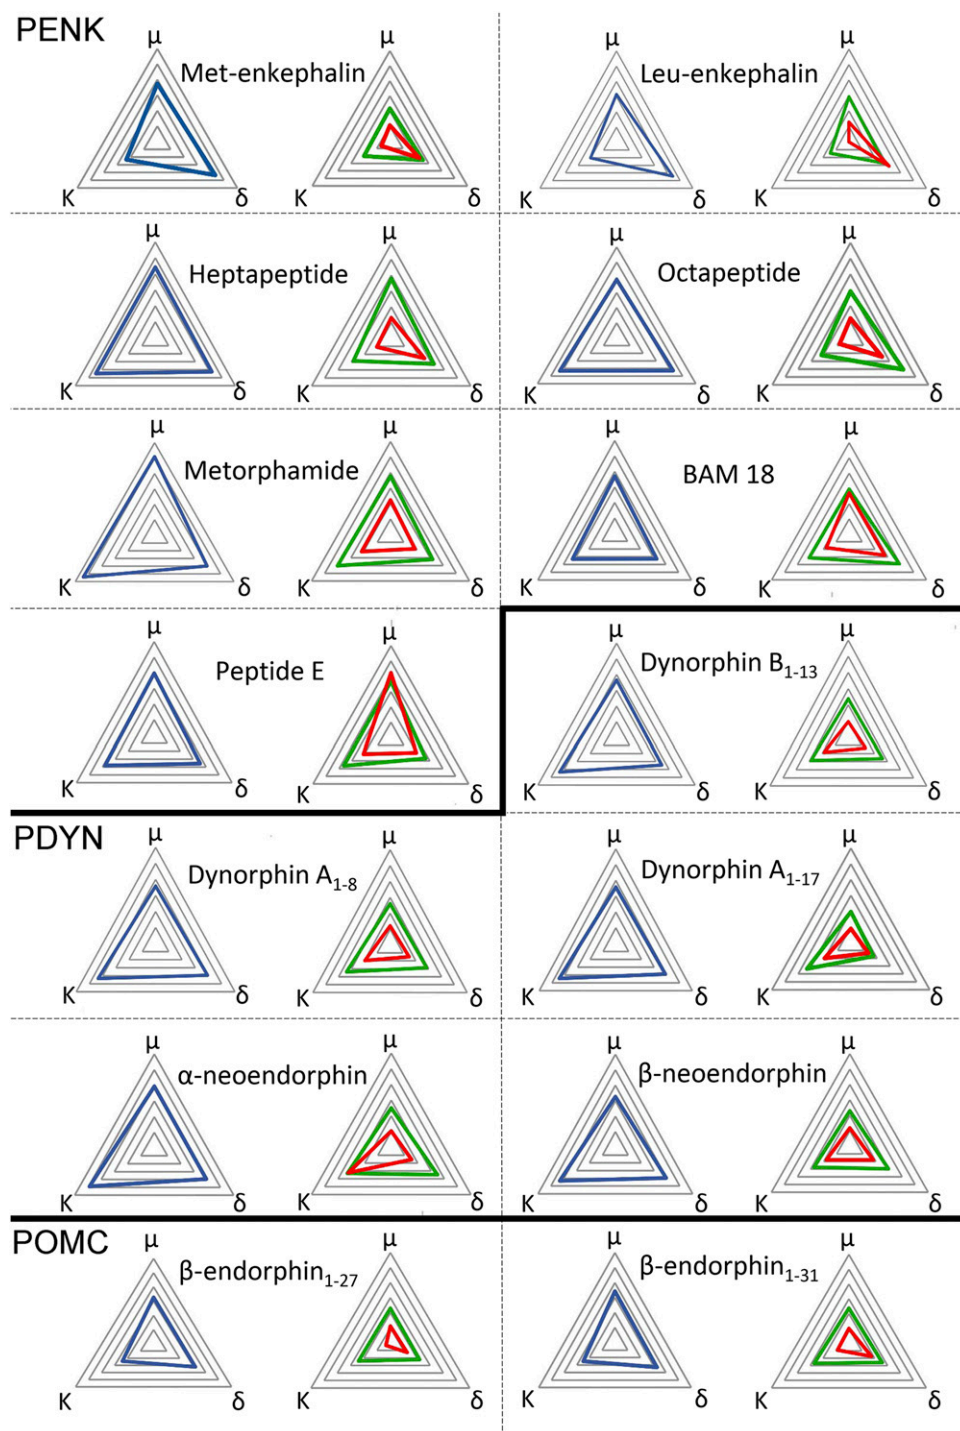 PENK
μ μ μ μ
Met-enkephalin Leu-enkephalin
K δ K δ K δ K δ
μ μ μ μ
Heptapeptide Octapeptide
K δ K δ K δ K δ
μ μ μ μ
Metorphamide BAM 18
K δ K δ K δ K δ
μ μ μ μ
Peptide E Dynorphin B1-13
K δ K δ K δ K δ
PDYN
μ μ μ μ
Dynorphin A1-8 Dynorphin A1-17
K δ K δ K δ K δ
μ μ μ μ
α-neoendorphin β-neoendorphin
K δ K δ K δ K δ
POMC
μ μ μ μ
β-endorphin1-27 β-endorphin1-31
K δ K δ K δ K δ